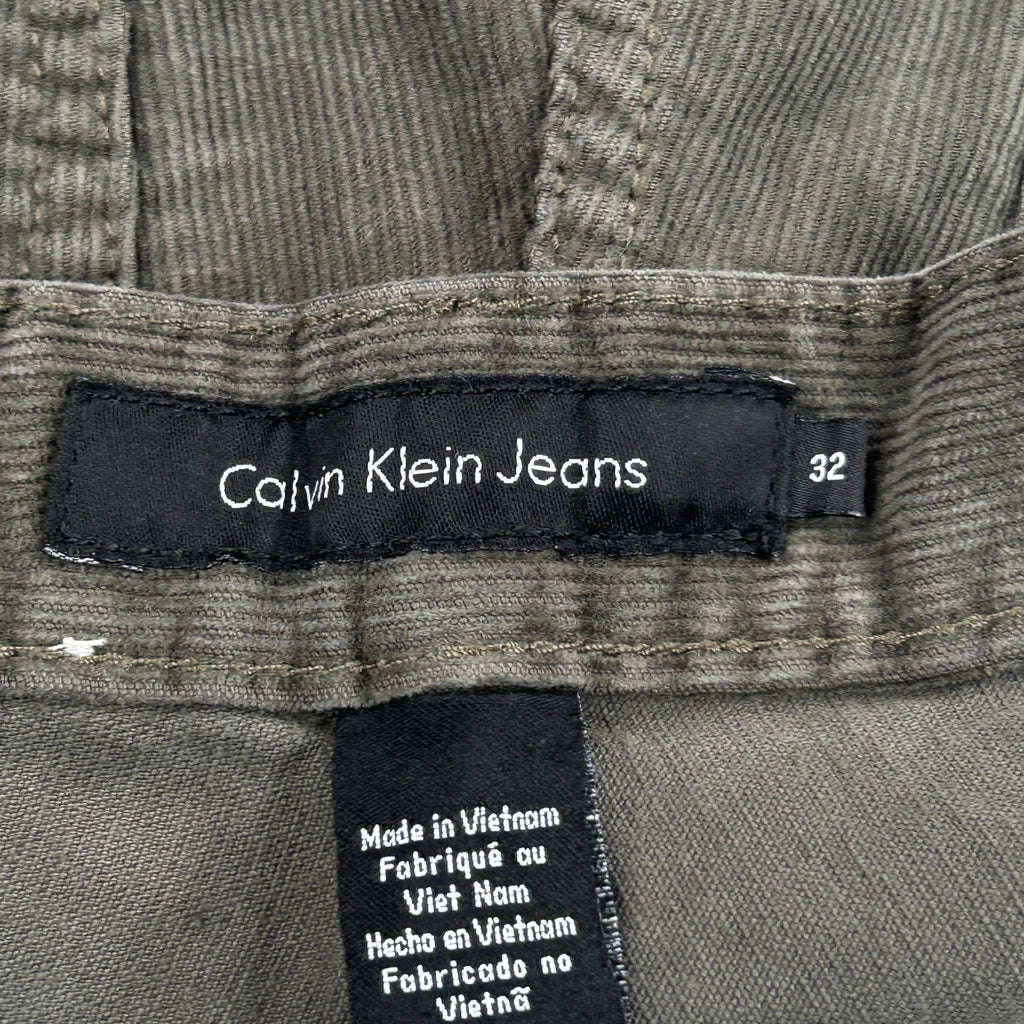 Calvin Klein Jeans
32
Made in Vietnam
Fabriqué au
Viet Nam
Hecho en Vietnam
Fabricado no
Vietnã